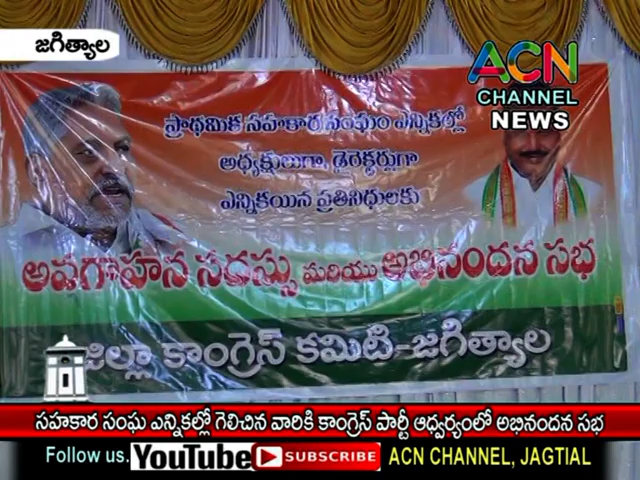 జగిత్యాల
ACN
CHANNEL
NEWS
ప్రాథమిక సహకార సంఘం ఎన్నికల్లో
అధ్యక్షులుగా, డైరెక్టర్లుగా
ఎన్నికయిన ప్రతినిధులకు
అవగాహన సదస్సు మరియు అభినందన సభ
జిల్లా కాంగ్రెస్ కమిటి-జగిత్యాల
సహకార సంఘ ఎన్నికల్లో గెలిచిన వారికి కాంగ్రెస్ పార్టీ ఆధ్వర్యంలో అభినందన సభ
Follow us. YouTube SUBSCRIBE ACN CHANNEL, JAGTIAL